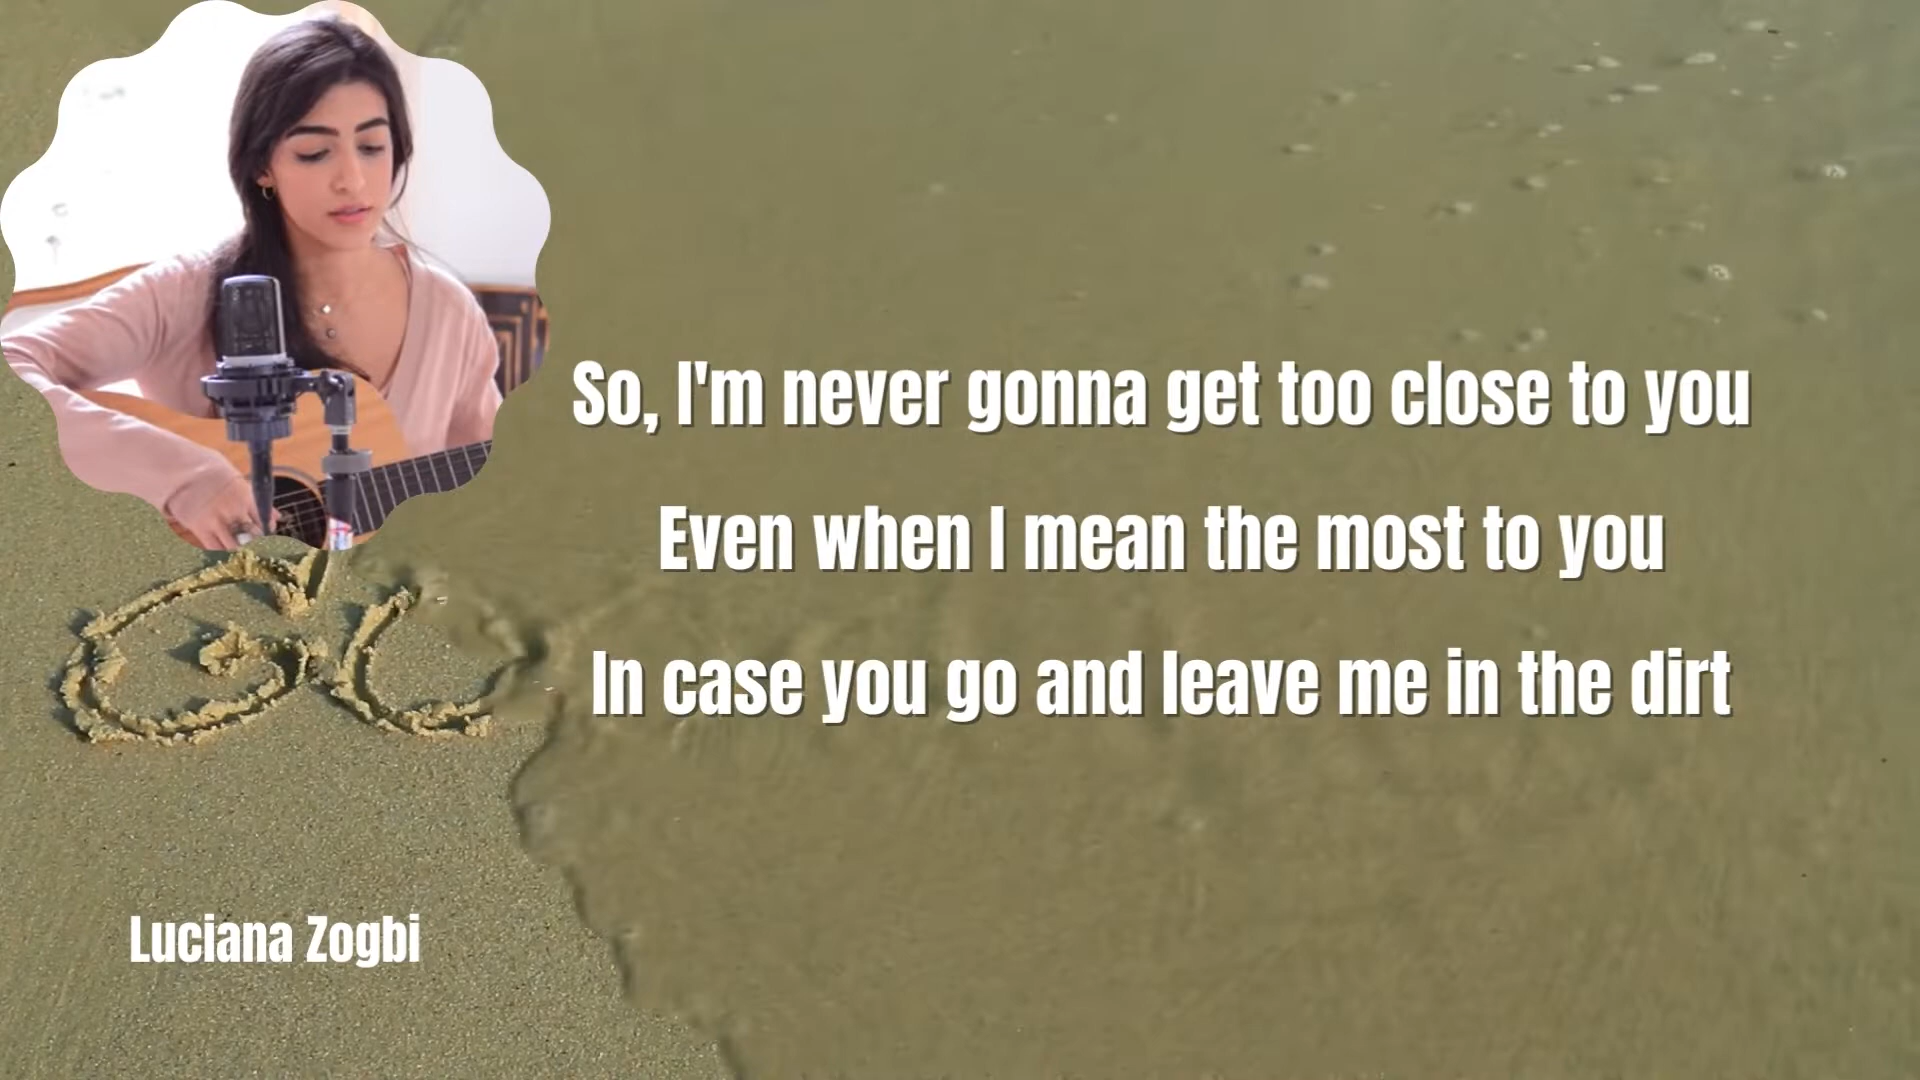 So, I'm never gonna get too close to you
Even when I mean the most to you
In case you go and leave me in the dirt
Luciana Zogbi